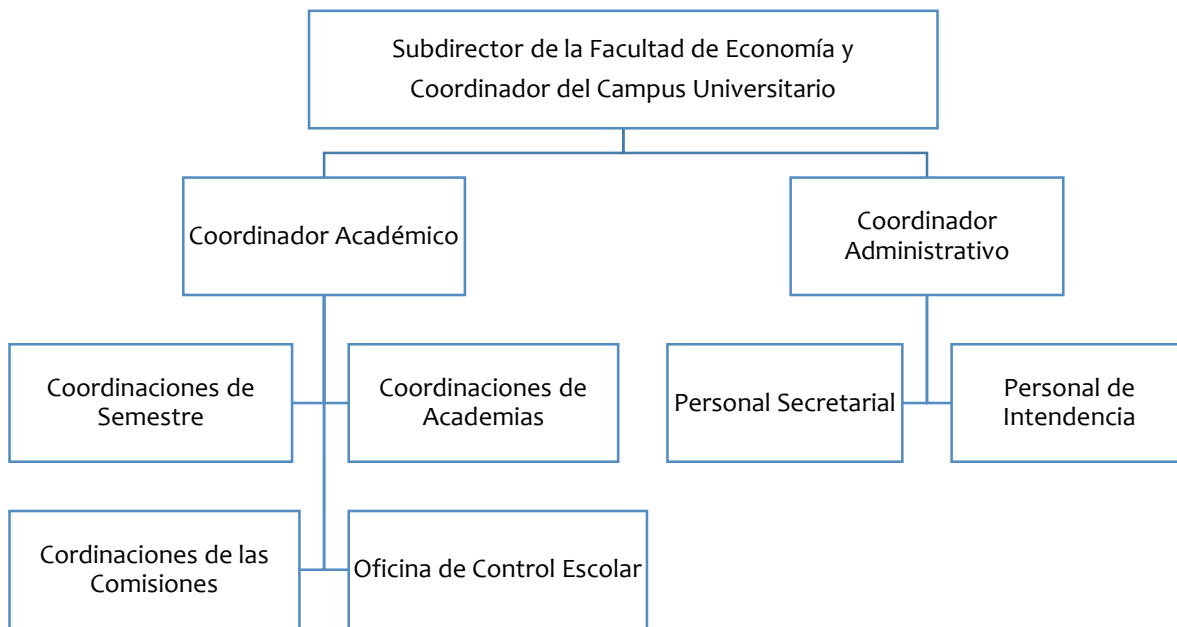 Subdirector de la Facultad de Economía y
Coordinador del Campus Universitario
Coordinador Académico
Coordinador
Administrativo
Coordinaciones de
Semestre
Coordinaciones de
Academias
Personal Secretarial
Personal de
Intendencia
Cordinaciones de las
Comisiones
Oficina de Control Escolar